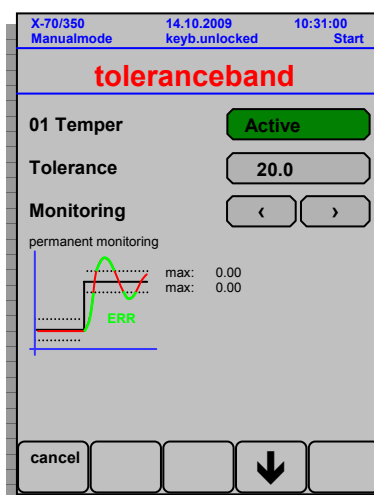 X-70/350 14.10.2009 10:31:00
Manualmode keyb.unlocked Start
toleranceband
01 Temper Active
Tolerance 20.0
Monitoring ‹ ›
permanent monitoring
max: 0.00
max: 0.00
ERR
cancel